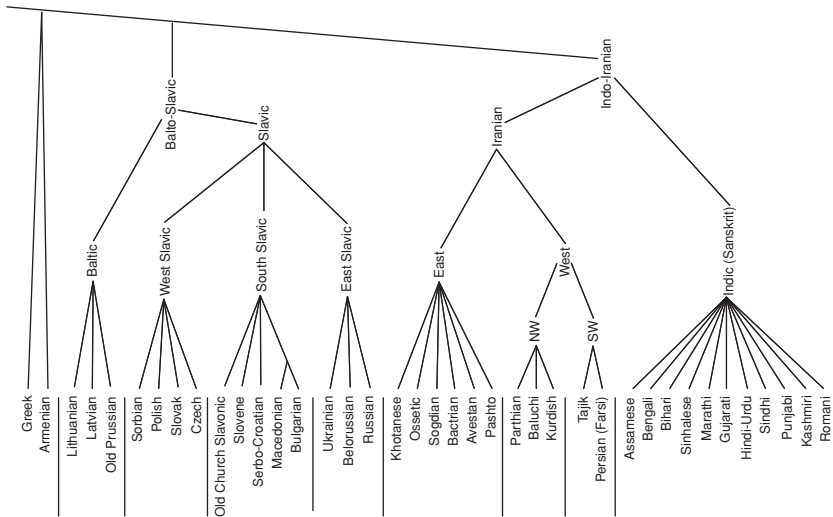 Indo-Iranian
Balto-Slavic
Slavic
Iranian
Baltic
West Slavic
South Slavic
East Slavic
East
West
Indic (Sanskrit)
NW
SW
Greek
Armenian
Lithuanian
Latvian
Old Prussian
Sorbian
Polish
Slovak
Czech
Old Church Slavonic
Slovene
Serbo-Croatian
Macedonian
Bulgarian
Ukrainian
Belorussian
Russian
Khotanese
Ossetic
Sogdian
Bactrian
Avestan
Pashto
Parthian
Baluchi
Kurdish
Tajik
Persian (Farsi)
Assamese
Bengali
Bihari
Sinhalese
Marathi
Gujarati
Hindi-Urdu
Sindhi
Punjabi
Kashmiri
Romani